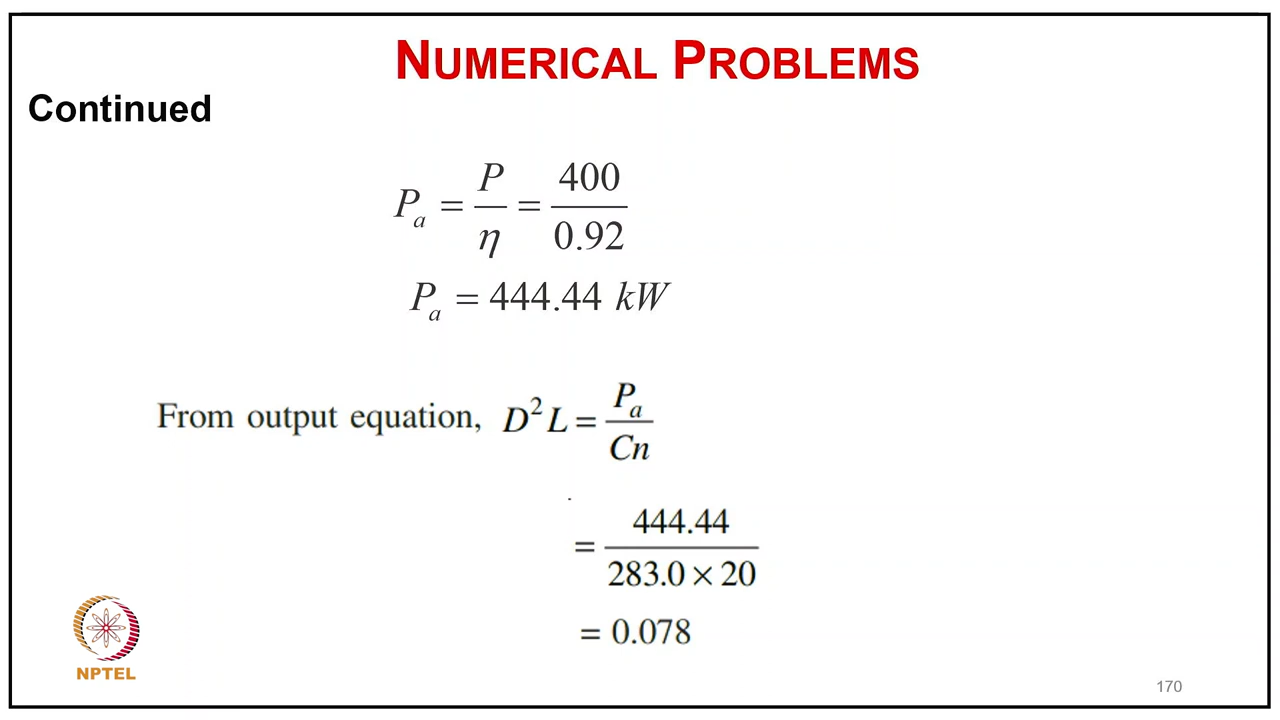 NUMERICAL PROBLEMS
Continued
P_a = P/η = 400/0.92
P_a = 444.44 kW
From output equation, D²L = P_a/Cn
= 444.44/(283.0 × 20)
= 0.078
NPTEL
170